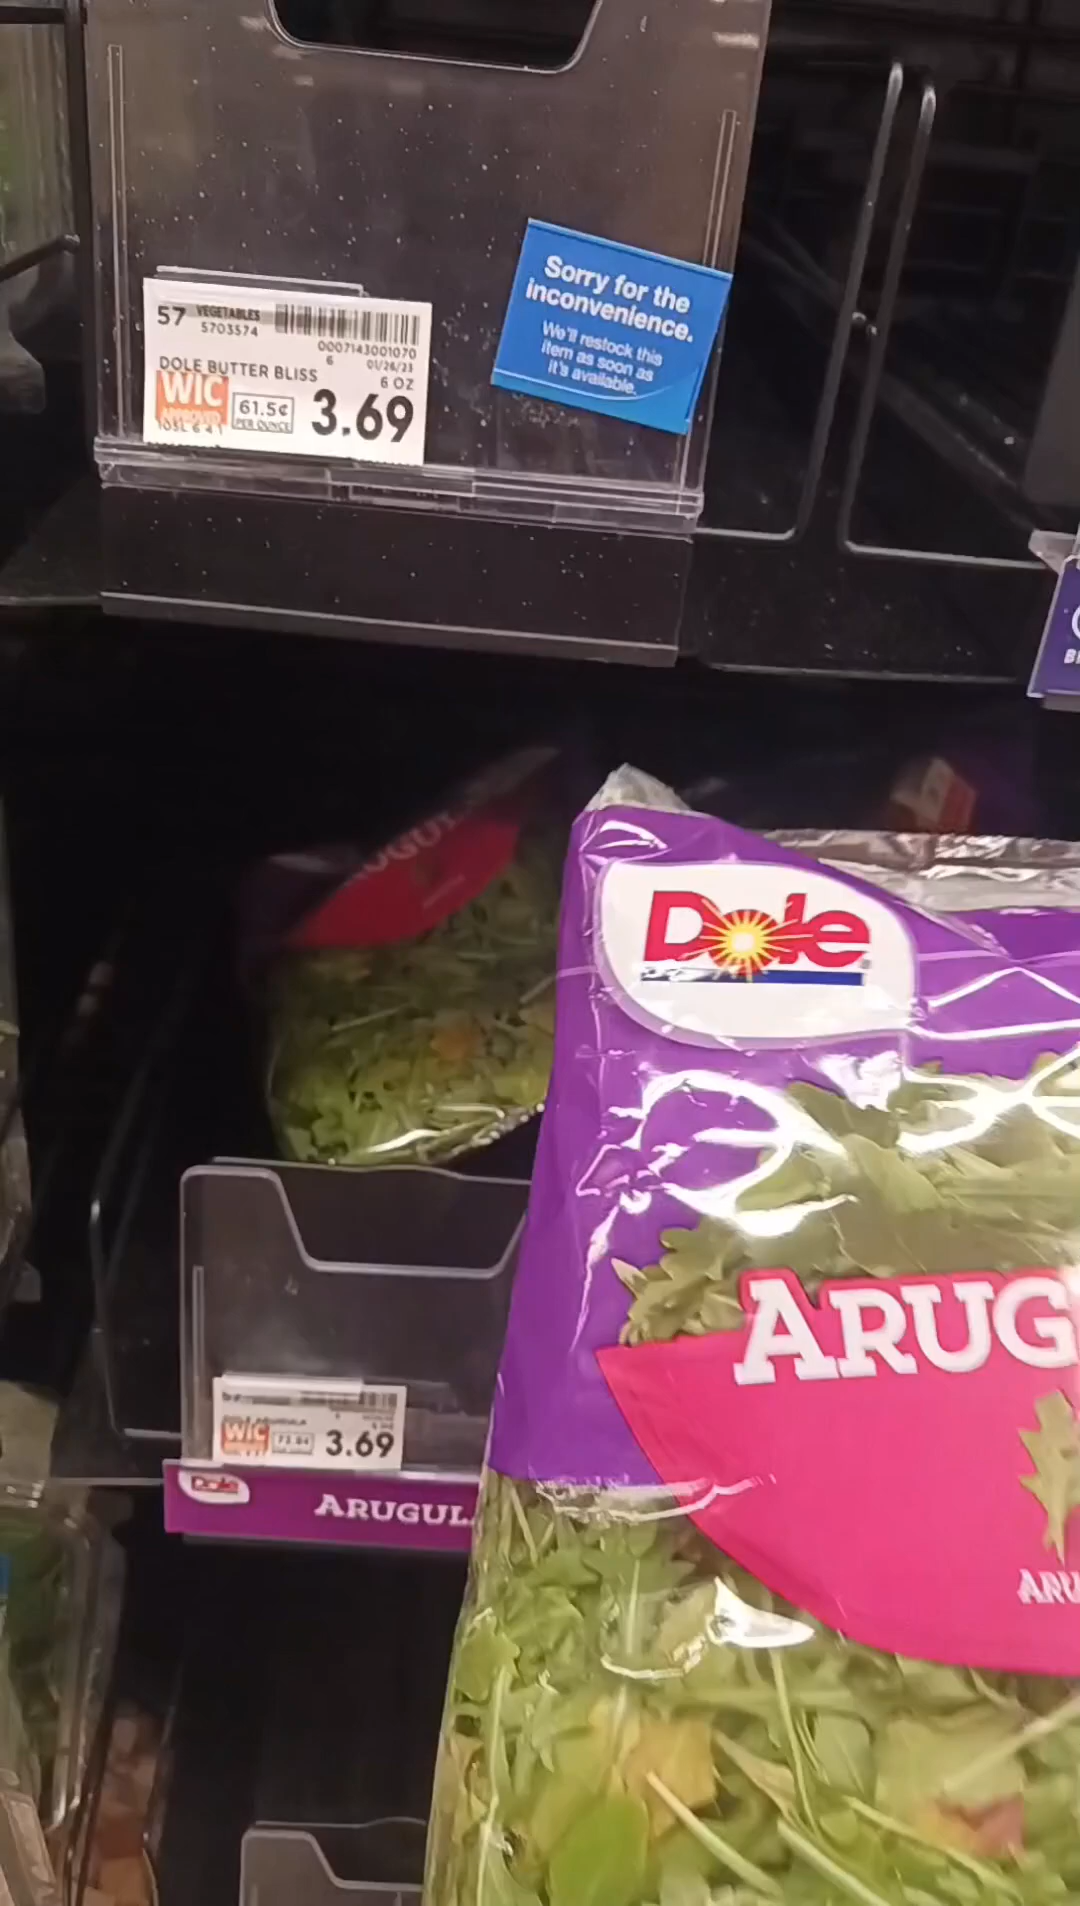 57 VEGETABLES
5703574
0007143001070
6 01/26/23
DOLE BUTTER BLISS
6 OZ
WIC
APPROVED
61.5¢
PER OUNCE
3.69
Sorry for the
inconvenience.
We'll restock this
item as soon as
it's available.
Dole
ARUG
ARU
WIC
3.69
Dole
ARUGUL